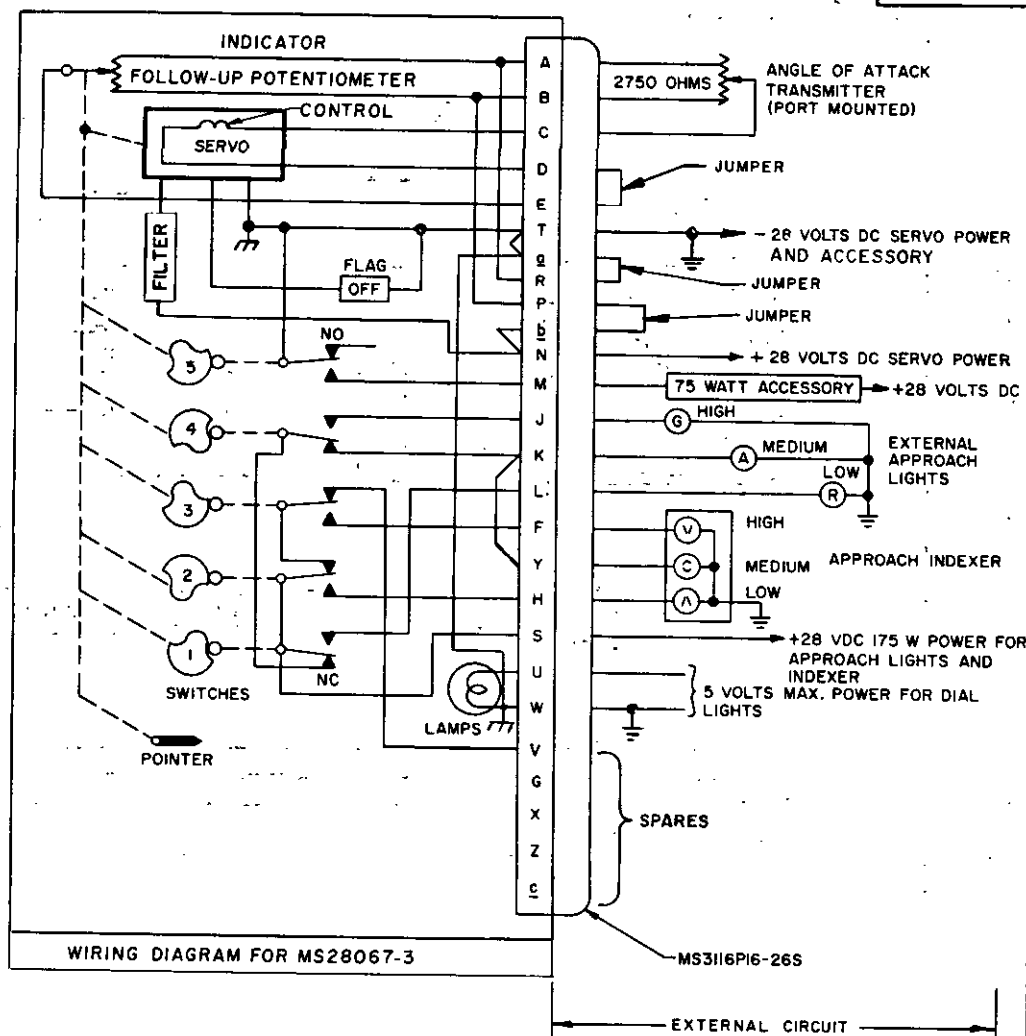 INDICATOR
FOLLOW-UP POTENTIOMETER
CONTROL
SERVO
FILTER
FLAG
OFF
NO
5
4
3
2
1
NC
SWITCHES
LAMPS
POINTER
A
B
C
D
E
T
a
R
P
b
N
M
J
K
L
F
Y
H
S
U
W
V
G
X
Z
c
2750 OHMS
ANGLE OF ATTACK
TRANSMITTER
(PORT MOUNTED)
JUMPER
- 28 VOLTS DC SERVO POWER
AND ACCESSORY
JUMPER
JUMPER
+ 28 VOLTS DC SERVO POWER
75 WATT ACCESSORY
+28 VOLTS DC
G
HIGH
A
MEDIUM
LOW
R
EXTERNAL
APPROACH
LIGHTS
V
HIGH
C
MEDIUM
Λ
LOW
APPROACH INDEXER
+28 VDC 175 W POWER FOR
APPROACH LIGHTS AND
INDEXER
5 VOLTS MAX. POWER FOR DIAL
LIGHTS
SPARES
WIRING DIAGRAM FOR MS28067-3
MS3116P16-26S
EXTERNAL CIRCUIT